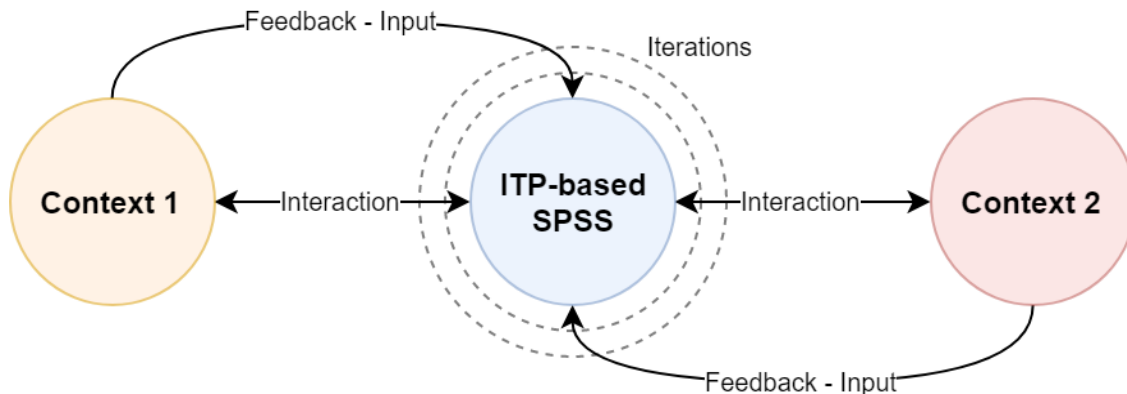 Feedback - Input
Iterations
Context 1
Interaction
ITP-based
SPSS
Interaction
Context 2
Feedback - Input